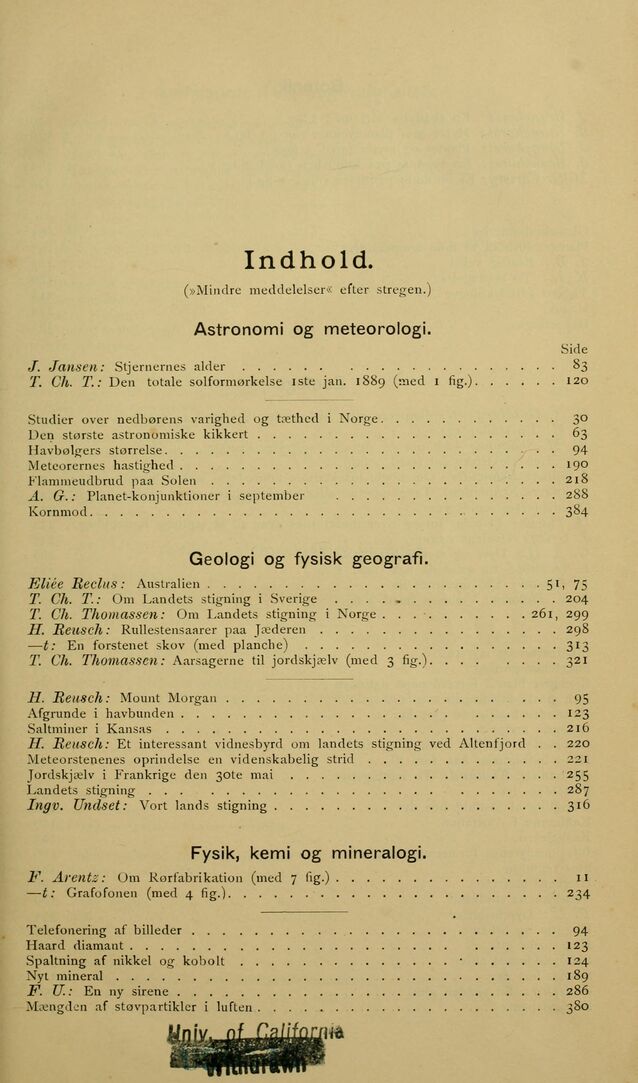 Indhold.
(»Mindre meddelelser« efter stregen.)
Astronomi og meteorologi.
Side
J. Jansen: Stjernernes alder . . . . . . . . . . . . . . . . . . . 83
T. Ch. T.: Den totale solformørkelse 1ste jan. 1889 (med 1 fig.) . . . . . . 120
Studier over nedbørens varighed og tæthed i Norge. . . . . . . . . . . 30
Den største astronomiske kikkert . . . . . . . . . . . . . . . . . . 63
Havbølgers størrelse. . . . . . . . . . . . . . . . . . . . . . . 94
Meteorernes hastighed . . . . . . . . . . . . . . . . . . . . . . 190
Flammeudbrud paa Solen . . . . . . . . . . . . . . . . . . . . . 218
A. G.: Planet-konjunktioner i september . . . . . . . . . . . . . 288
Kornmod. . . . . . . . . . . . . . . . . . . . . . . . . . . . 384
Geologi og fysisk geografi.
Eliée Reclus: Australien . . . . . . . . . . . . . . . . . . . . . 51, 75
T. Ch. T.: Om Landets stigning i Sverige . . . . . . . . . . . . . . 204
T. Ch. Thomassen: Om Landets stigning i Norge . . . . . . . . . 261, 299
H. Reusch: Rullestensaarer paa Jæderen . . . . . . . . . . . . . . . 298
—t: En forstenet skov (med planche) . . . . . . . . . . . . . . . . 313
T. Ch. Thomassen: Aarsagerne til jordskjælv (med 3 fig.). . . . . . . 321
H. Reusch: Mount Morgan . . . . . . . . . . . . . . . . . . . . 95
Afgrunde i havbunden . . . . . . . . . . . . . . . . . . . . . . 123
Saltminer i Kansas . . . . . . . . . . . . . . . . . . . . . . . 216
H. Reusch: Et interessant vidnesbyrd om landets stigning ved Altenfjord . . 220
Meteorstenenes oprindelse en videnskabelig strid . . . . . . . . . . . 221
Jordskjælv i Frankrige den 30te mai . . . . . . . . . . . . . . . . 255
Landets stigning . . . . . . . . . . . . . . . . . . . . . . . . 287
Ingv. Undset: Vort lands stigning . . . . . . . . . . . . . . . . . 316
Fysik, kemi og mineralogi.
F. Arentz: Om Rørfabrikation (med 7 fig.) . . . . . . . . . . . . . . 11
—t: Grafofonen (med 4 fig.). . . . . . . . . . . . . . . . . . . . 234
Telefonering af billeder . . . . . . . . . . . . . . . . . . . . . . 94
Haard diamant . . . . . . . . . . . . . . . . . . . . . . . . . 123
Spaltning af nikkel og kobolt . . . . . . . . . . . . . . . . . . . 124
Nyt mineral . . . . . . . . . . . . . . . . . . . . . . . . . . 189
F. U.: En ny sirene . . . . . . . . . . . . . . . . . . . . . . . 286
Mængden af støvpartikler i luften . . . . . . . . . . . . . . . . . . 380
Univ. of California
Withdrawn